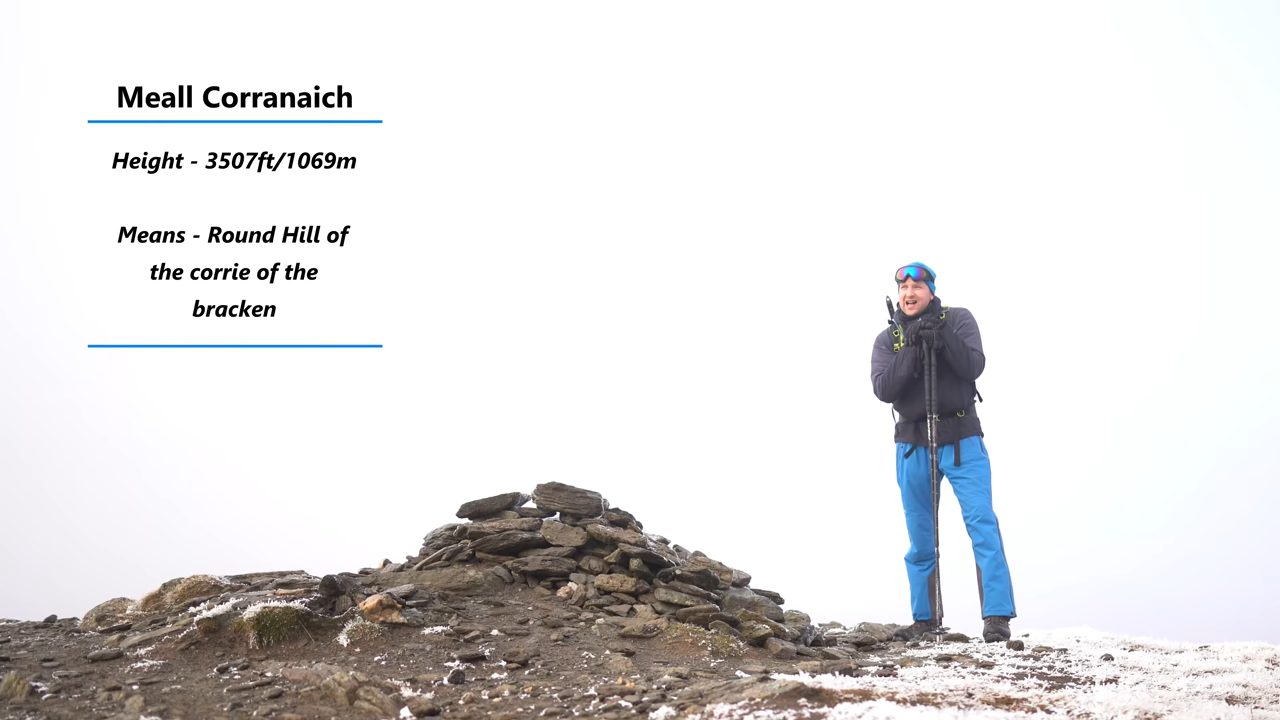 Meall Corranaich
Height - 3507ft/1069m
Means - Round Hill of
the corrie of the
bracken